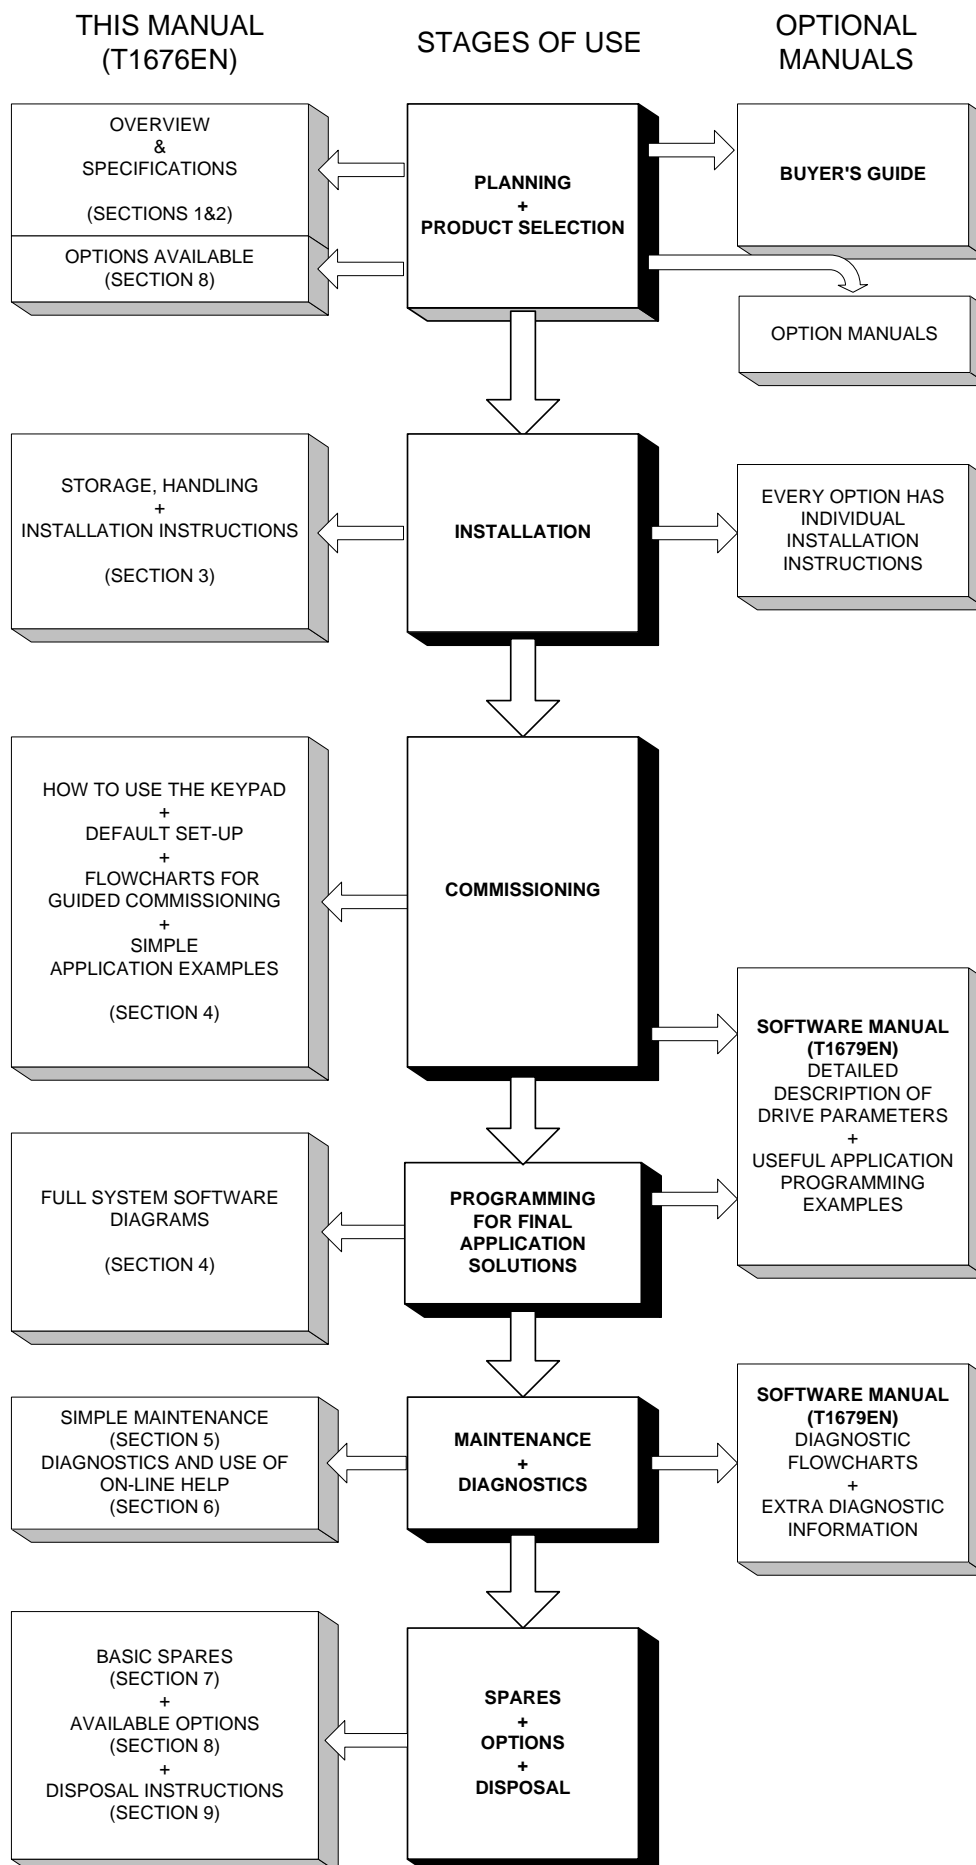 THIS MANUAL
(T1676EN)
STAGES OF USE
OPTIONAL
MANUALS
OVERVIEW
&
SPECIFICATIONS
(SECTIONS 1&2)
OPTIONS AVAILABLE
(SECTION 8)
PLANNING
+
PRODUCT SELECTION
BUYER'S GUIDE
OPTION MANUALS
STORAGE, HANDLING
+
INSTALLATION INSTRUCTIONS
(SECTION 3)
INSTALLATION
EVERY OPTION HAS
INDIVIDUAL
INSTALLATION
INSTRUCTIONS
HOW TO USE THE KEYPAD
+
DEFAULT SET-UP
+
FLOWCHARTS FOR
GUIDED COMMISSIONING
+
SIMPLE
APPLICATION EXAMPLES
(SECTION 4)
COMMISSIONING
SOFTWARE MANUAL
(T1679EN)
DETAILED
DESCRIPTION OF
DRIVE PARAMETERS
+
USEFUL APPLICATION
PROGRAMMING
EXAMPLES
FULL SYSTEM SOFTWARE
DIAGRAMS
(SECTION 4)
PROGRAMMING
FOR FINAL
APPLICATION
SOLUTIONS
SIMPLE MAINTENANCE
(SECTION 5)
DIAGNOSTICS AND USE OF
ON-LINE HELP
(SECTION 6)
MAINTENANCE
+
DIAGNOSTICS
SOFTWARE MANUAL
(T1679EN)
DIAGNOSTIC
FLOWCHARTS
+
EXTRA DIAGNOSTIC
INFORMATION
BASIC SPARES
(SECTION 7)
+
AVAILABLE OPTIONS
(SECTION 8)
+
DISPOSAL INSTRUCTIONS
(SECTION 9)
SPARES
+
OPTIONS
+
DISPOSAL